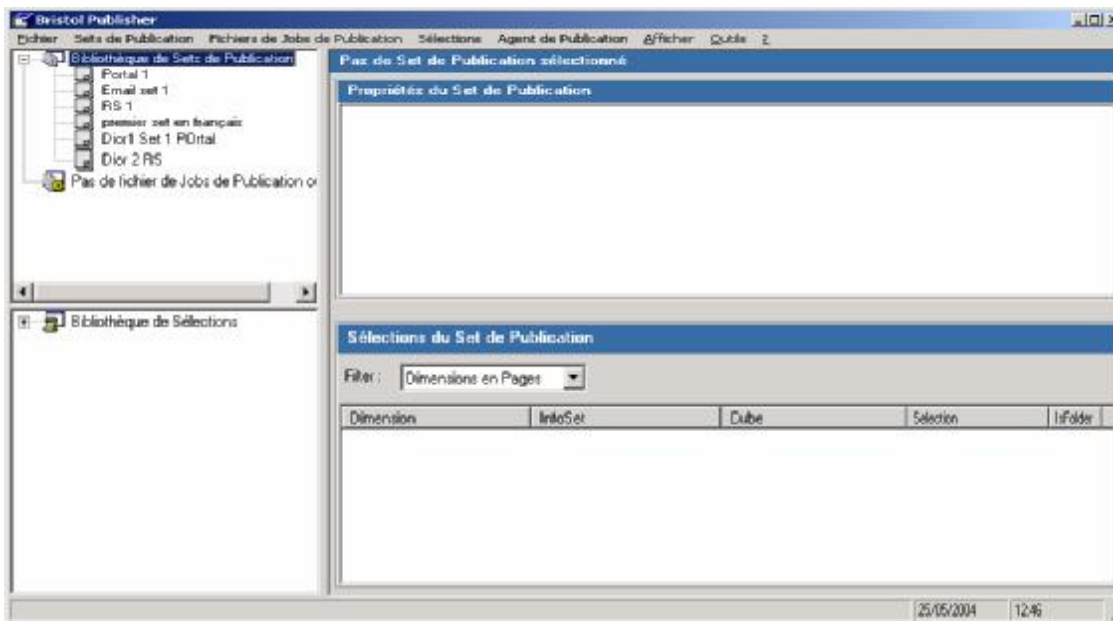 Bristol Publisher
Fichier Sets de Publication Fichiers de Jobs de Publication Sélections Agent de Publication Afficher Outils ?
Bibliothèque de Sets de Publication
Portal 1
Email set 1
RS 1
premier set en français
Dior1 Set 1 POrtal
Dior 2 RS
Pas de fichier de Jobs de Publication o
Bibliothèque de Sélections
Pas de Set de Publication sélectionné
Propriétés du Set de Publication
Sélections du Set de Publication
Filter : Dimensions en Pages
Dimension InfoSet Cube Selection IsFolder
25/05/2004 12:46